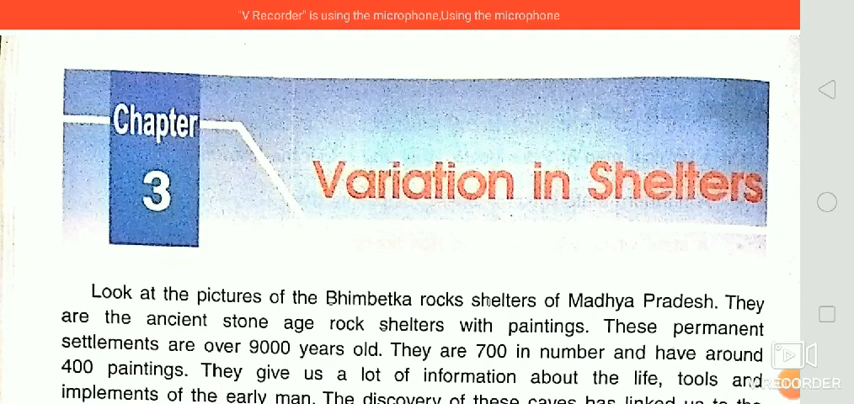 "V Recorder" is using the microphone,Using the microphone
Chapter
3
Variation in Shelters
Look at the pictures of the Bhimbetka rocks shelters of Madhya Pradesh. They
are the ancient stone age rock shelters with paintings. These permanent
settlements are over 9000 years old. They are 700 in number and have around
400 paintings. They give us a lot of information about the life, tools and
implements of the early man. The discovery of these caves has linked us to the
V RECORDER